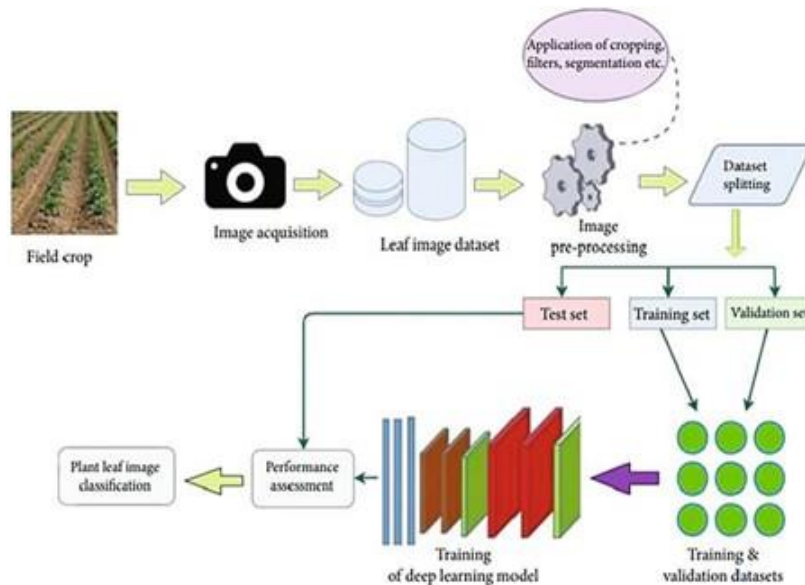 Application of cropping,
filters, segmentation etc.
Field crop
Image acquisition
Leaf image dataset
Image
pre-processing
Dataset
splitting
Test set
Training set
Validation set
Plant leaf image
classification
Performance
assessment
Training
of deep learning model
Training &
validation datasets